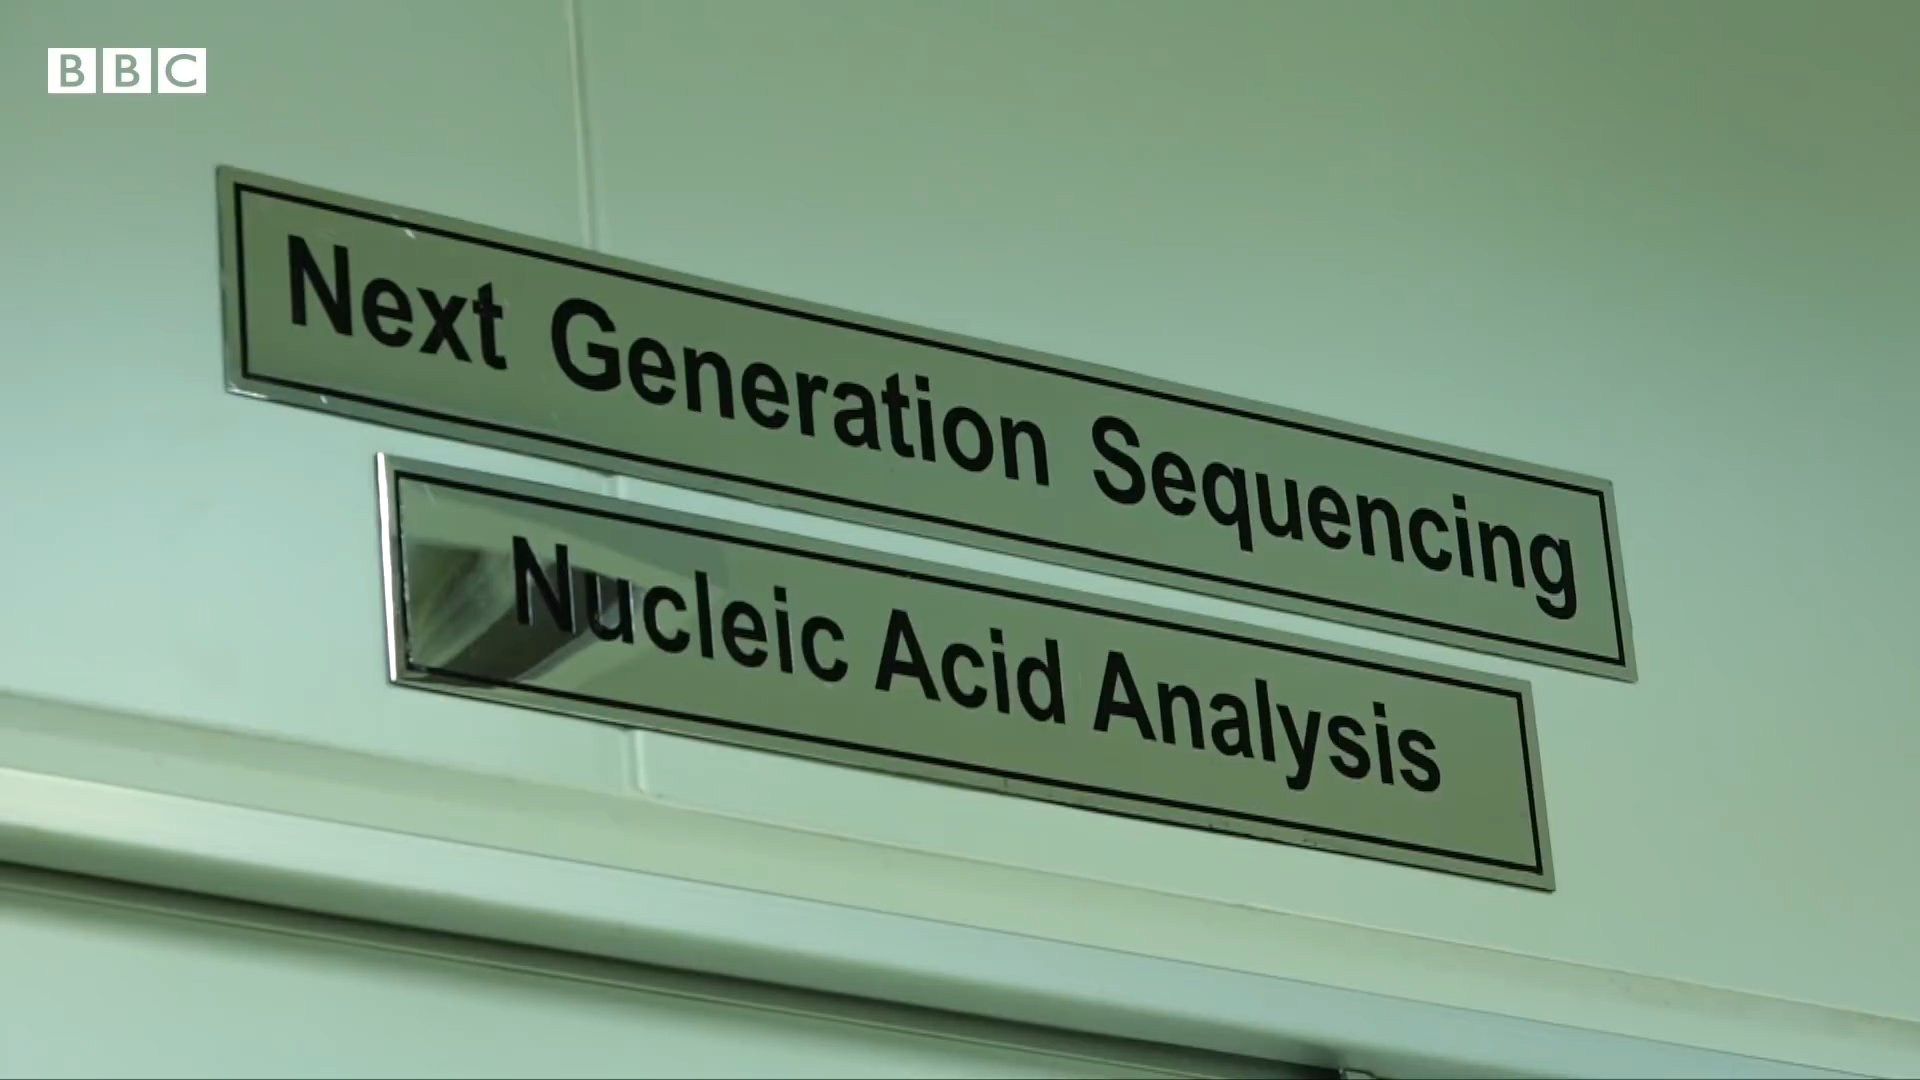 BBC
Next Generation Sequencing
Nucleic Acid Analysis